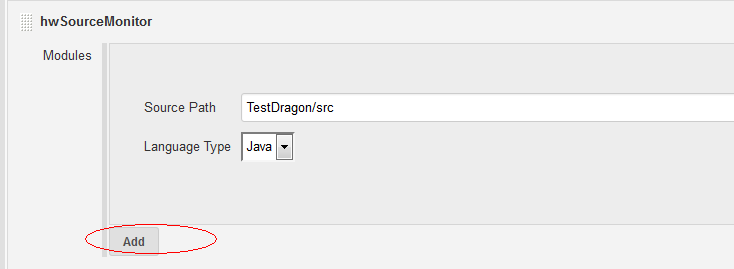 hwSourceMonitor
Modules
Source Path TestDragon/src
Language Type Java
Add